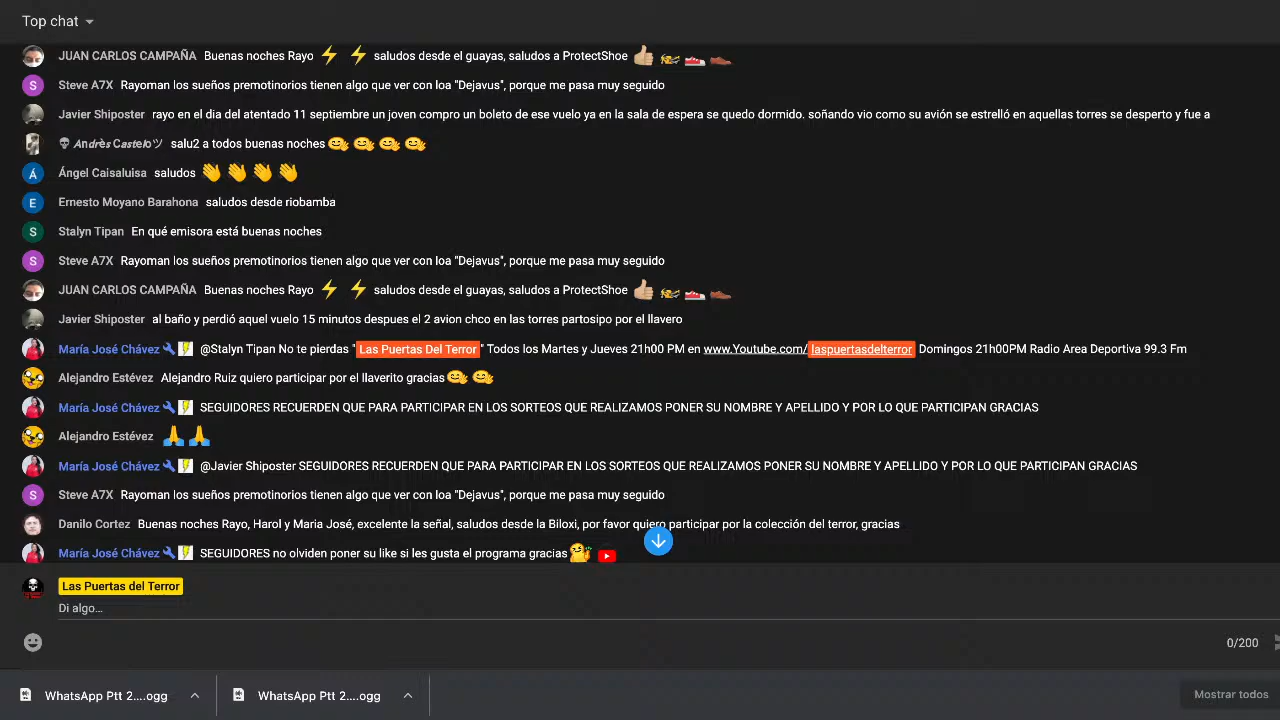 Top chat
JUAN CARLOS CAMPAÑA Buenas noches Rayo ⚡ ⚡ saludos desde el guayas, saludos a ProtectShoe
S Steve A7X Rayoman los sueños premotinorios tienen algo que ver con loa "Dejavus", porque me pasa muy seguido
Javier Shiposter rayo en el dia del atentado 11 septiembre un joven compro un boleto de ese vuelo ya en la sala de espera se quedo dormido. soñando vio como su avión se estrelló en aquellas torres se desperto y fue a
💀 𝘼𝙣𝙙𝙧è𝙨 𝘾𝙖𝙨𝙩𝙚𝙡𝙤ツ salu2 a todos buenas noches
Á Ángel Caisaluisa saludos 👋 👋 👋 👋
E Ernesto Moyano Barahona saludos desde riobamba
S Stalyn Tipan En qué emisora está buenas noches
S Steve A7X Rayoman los sueños premotinorios tienen algo que ver con loa "Dejavus", porque me pasa muy seguido
JUAN CARLOS CAMPAÑA Buenas noches Rayo ⚡ ⚡ saludos desde el guayas, saludos a ProtectShoe
Javier Shiposter al baño y perdió aquel vuelo 15 minutos despues el 2 avion chco en las torres partosipo por el llavero
María José Chávez @Stalyn Tipan No te pierdas "Las Puertas Del Terror" Todos los Martes y Jueves 21h00 PM en www.Youtube.com/laspuertasdelterror Domingos 21h00PM Radio Area Deportiva 99.3 Fm
Alejandro Estévez Alejandro Ruiz quiero participar por el llaverito gracias
María José Chávez SEGUIDORES RECUERDEN QUE PARA PARTICIPAR EN LOS SORTEOS QUE REALIZAMOS PONER SU NOMBRE Y APELLIDO Y POR LO QUE PARTICIPAN GRACIAS
Alejandro Estévez 🙏 🙏
María José Chávez @Javier Shiposter SEGUIDORES RECUERDEN QUE PARA PARTICIPAR EN LOS SORTEOS QUE REALIZAMOS PONER SU NOMBRE Y APELLIDO Y POR LO QUE PARTICIPAN GRACIAS
S Steve A7X Rayoman los sueños premotinorios tienen algo que ver con loa "Dejavus", porque me pasa muy seguido
Danilo Cortez Buenas noches Rayo, Harol y Maria José, excelente la señal, saludos desde la Biloxi, por favor quiero participar por la colección del terror, gracias
María José Chávez SEGUIDORES no olviden poner su like si les gusta el programa gracias
Las Puertas del Terror
Di algo...
0/200
WhatsApp Ptt 2....ogg
WhatsApp Ptt 2....ogg
Mostrar todos